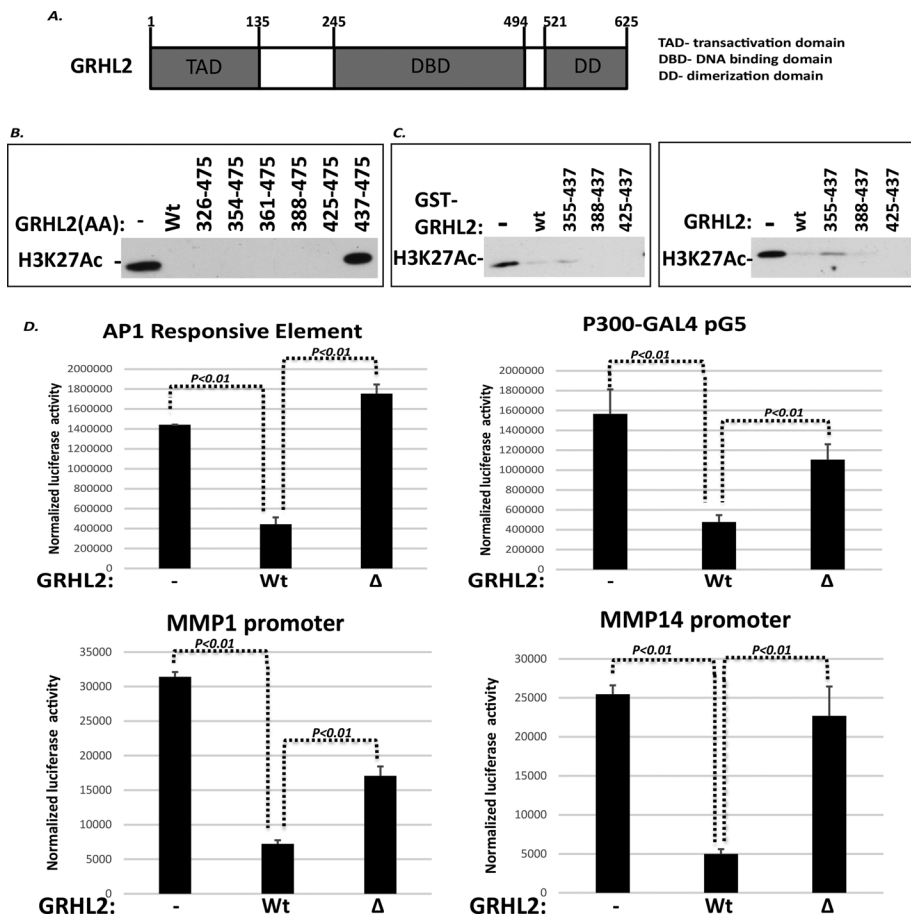 A.
1 135 245 494 521 625
GRHL2 TAD DBD DD
TAD- transactivation domain
DBD- DNA binding domain
DD- dimerization domain
B.
GRHL2(AA): - Wt 326-475 354-475 361-475 388-475 425-475 437-475
H3K27Ac -
C.
GST-
GRHL2: - wt 355-437 388-437 425-437
H3K27Ac-
GRHL2: - wt 355-437 388-437 425-437
H3K27Ac-
D.
AP1 Responsive Element
Normalized luciferase activity
2000000
1800000
1600000
1400000
1200000
1000000
800000
600000
400000
200000
0
P<0.01
P<0.01
GRHL2: - Wt Δ
P300-GAL4 pG5
Normalized luciferase activity
2000000
1800000
1600000
1400000
1200000
1000000
800000
600000
400000
200000
0
P<0.01
P<0.01
GRHL2: - Wt Δ
MMP1 promoter
Normalized luciferase activity
35000
30000
25000
20000
15000
10000
5000
0
P<0.01
P<0.01
GRHL2: - Wt Δ
MMP14 promoter
Normalized luciferase activity
30000
25000
20000
15000
10000
5000
0
P<0.01
P<0.01
GRHL2: - Wt Δ